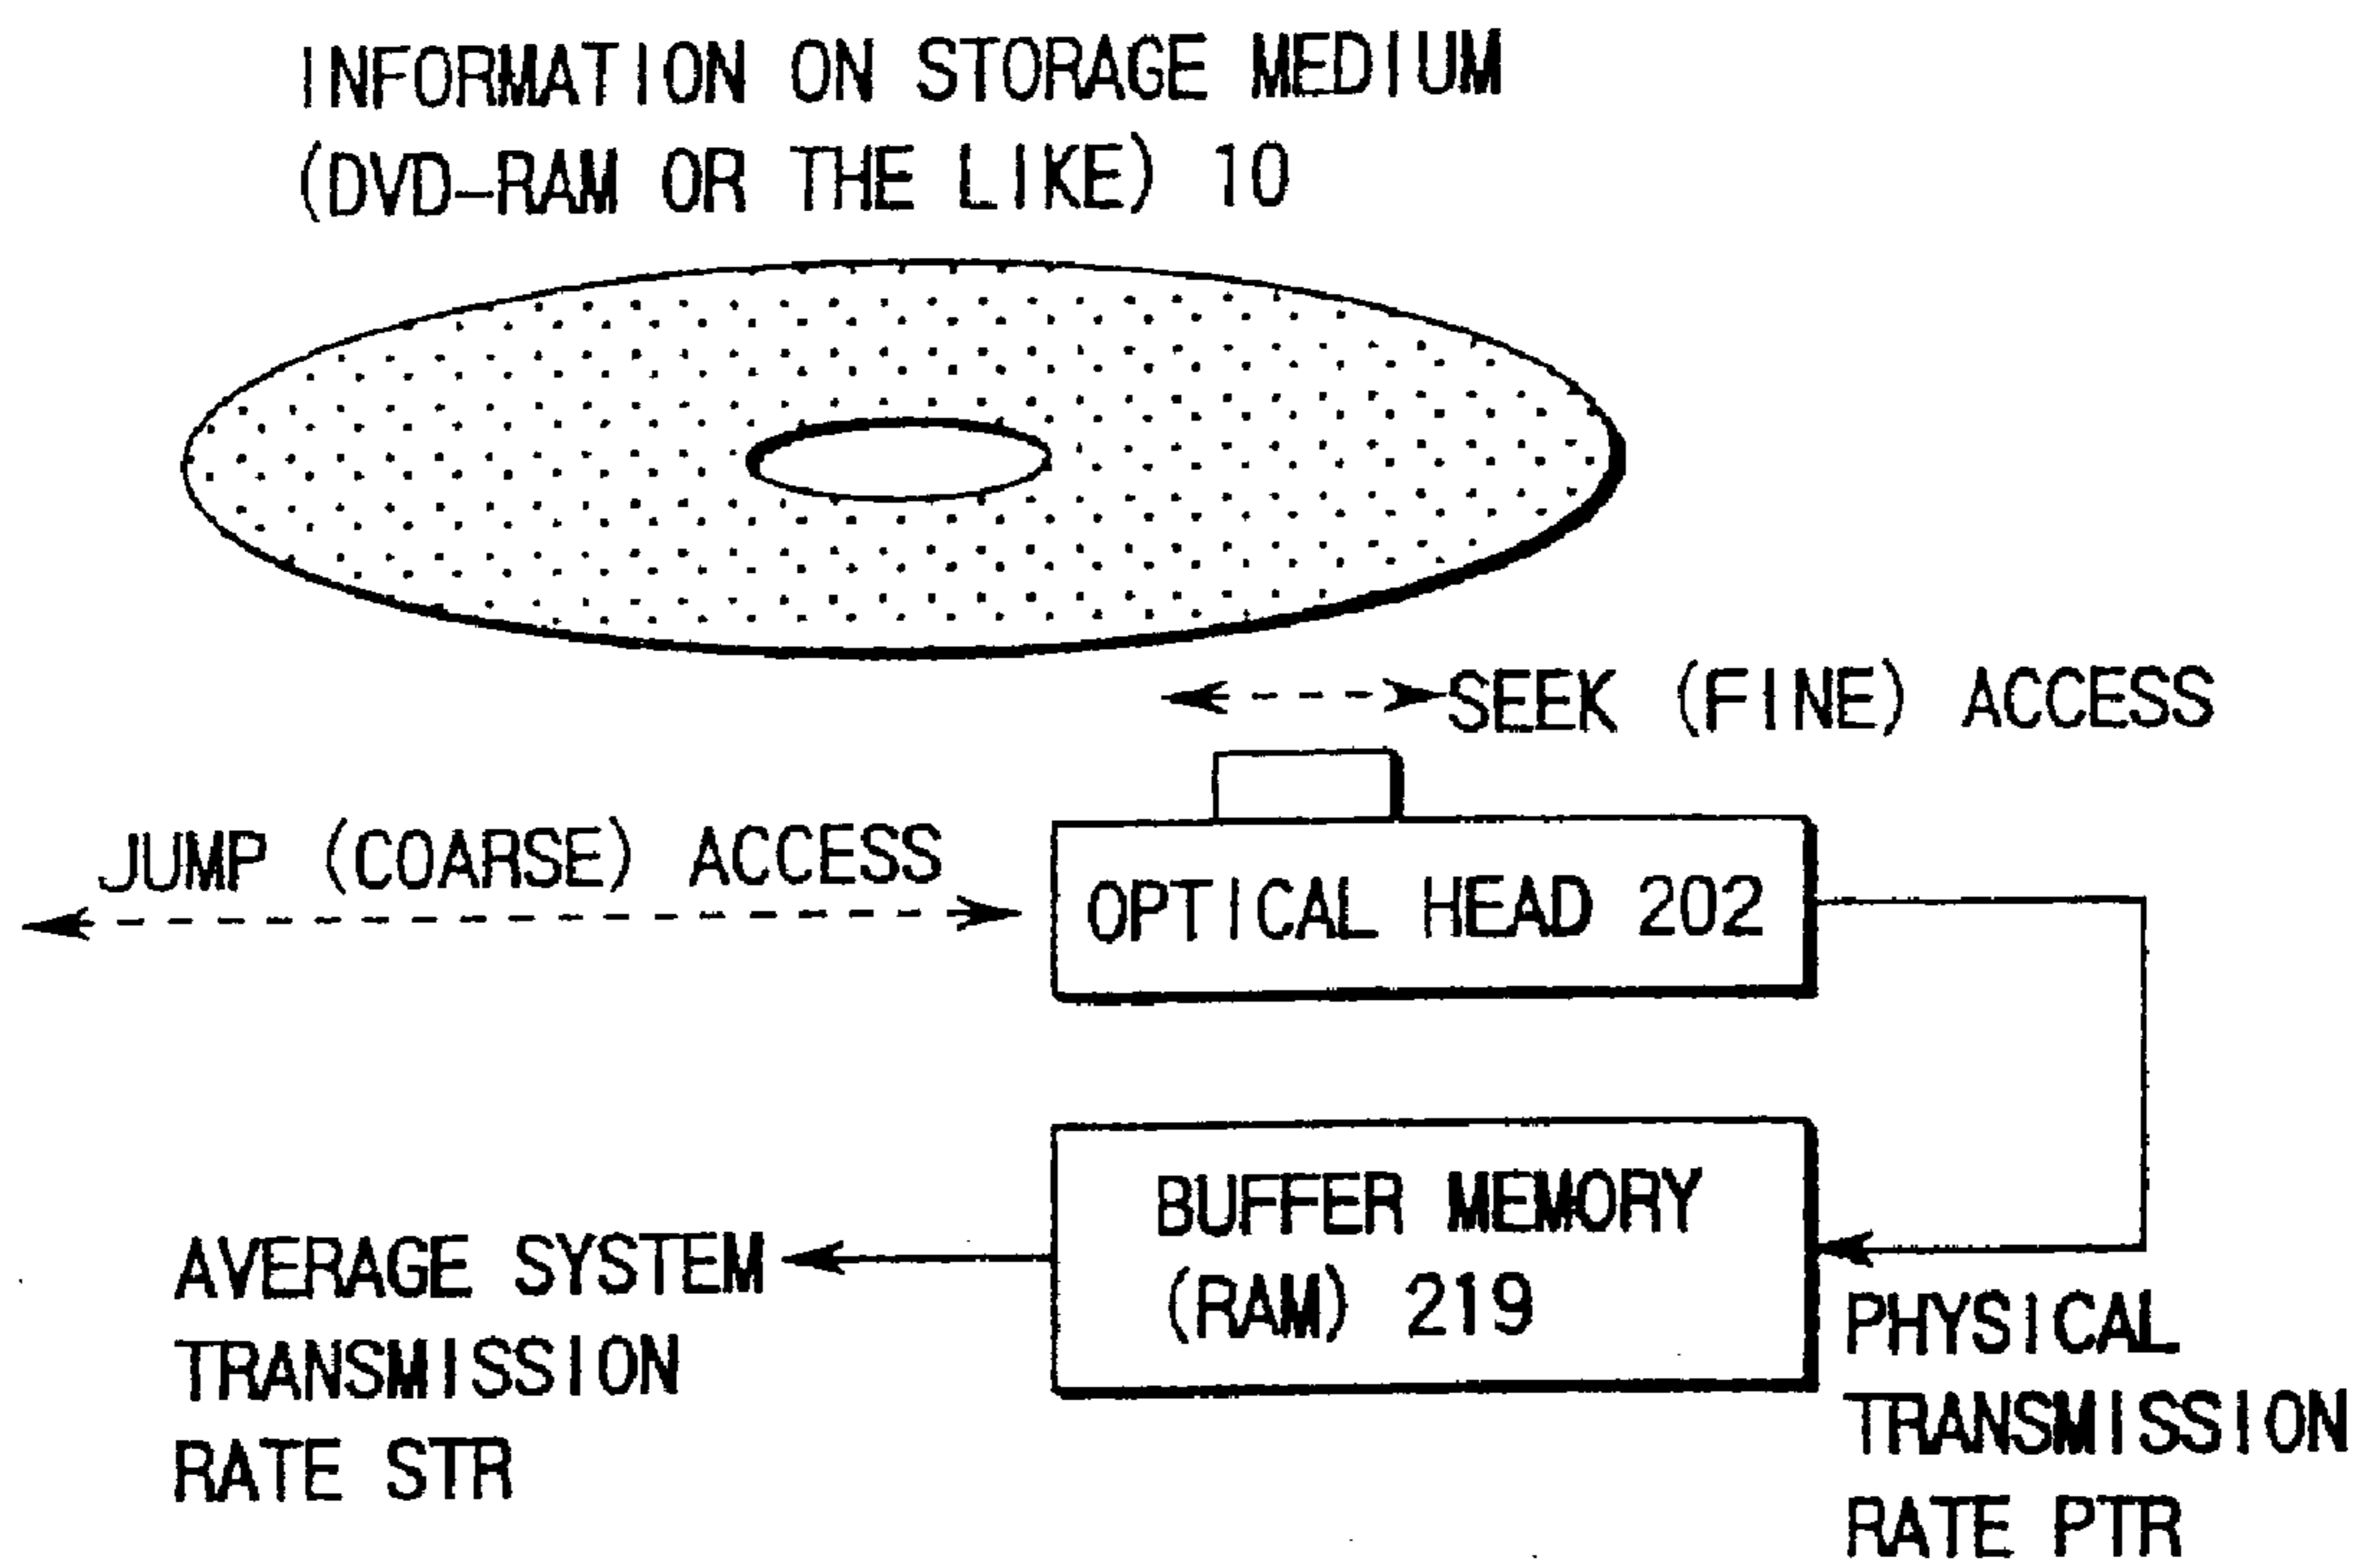 INFORMATION ON STORAGE MEDIUM
(DVD-RAM OR THE LIKE) 10
SEEK (FINE) ACCESS
JUMP (COARSE) ACCESS
OPTICAL HEAD 202
BUFFER MEMORY
(RAM) 219
AVERAGE SYSTEM
TRANSMISSION
RATE STR
PHYSICAL
TRANSMISSION
RATE PTR